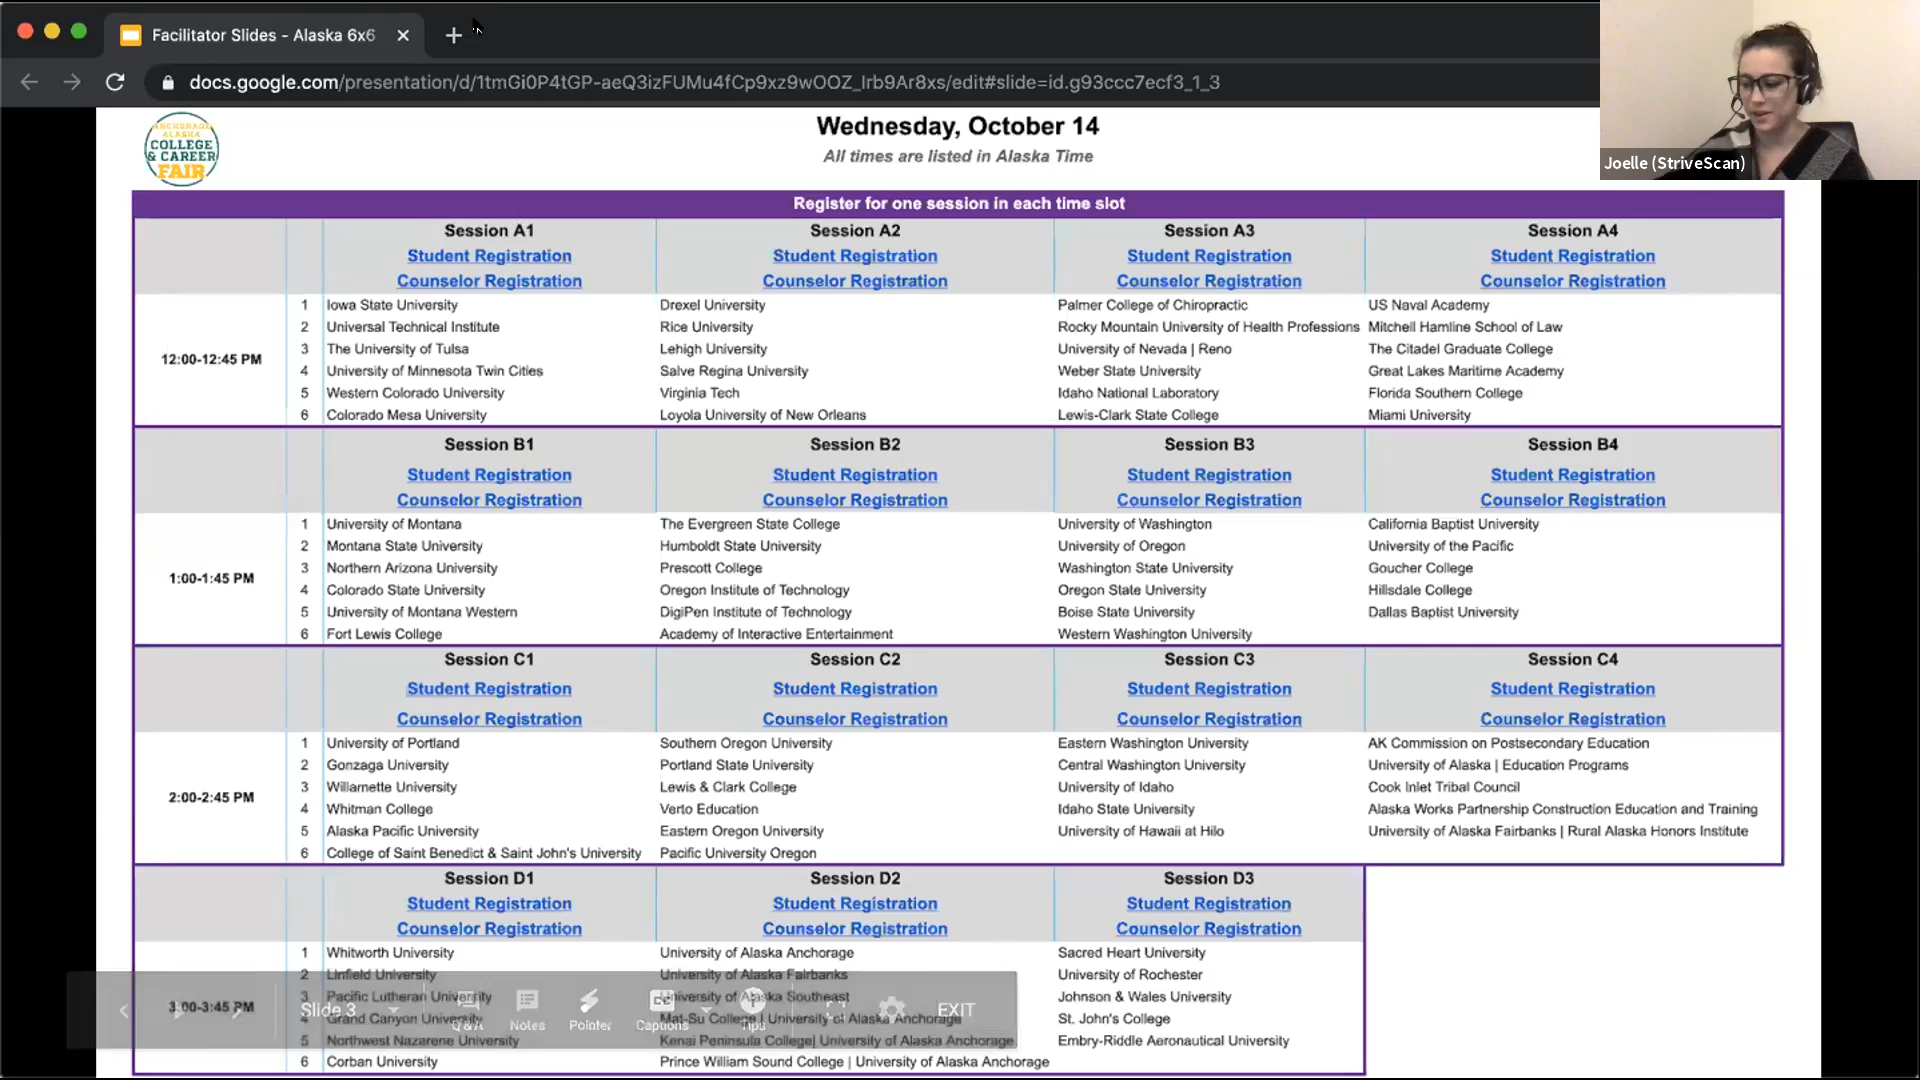 Facilitator Slides - Alaska 6x6
docs.google.com/presentation/d/1tmGi0P4tGP-aeQ3izFUMu4fCp9xz9wOOZ_Irb9Ar8xs/edit#slide=id.g93ccc7ecf3_1_3
Joelle (StriveScan)
ANCHORAGE ALASKA
COLLEGE
& CAREER
FAIR
Wednesday, October 14
All times are listed in Alaska Time
Register for one session in each time slot
Session A1 Session A2 Session A3 Session A4
Student Registration Student Registration Student Registration Student Registration
Counselor Registration Counselor Registration Counselor Registration Counselor Registration
12:00-12:45 PM
1 Iowa State University Drexel University Palmer College of Chiropractic US Naval Academy
2 Universal Technical Institute Rice University Rocky Mountain University of Health Professions Mitchell Hamline School of Law
3 The University of Tulsa Lehigh University University of Nevada | Reno The Citadel Graduate College
4 University of Minnesota Twin Cities Salve Regina University Weber State University Great Lakes Maritime Academy
5 Western Colorado University Virginia Tech Idaho National Laboratory Florida Southern College
6 Colorado Mesa University Loyola University of New Orleans Lewis-Clark State College Miami University
Session B1 Session B2 Session B3 Session B4
Student Registration Student Registration Student Registration Student Registration
Counselor Registration Counselor Registration Counselor Registration Counselor Registration
1:00-1:45 PM
1 University of Montana The Evergreen State College University of Washington California Baptist University
2 Montana State University Humboldt State University University of Oregon University of the Pacific
3 Northern Arizona University Prescott College Washington State University Goucher College
4 Colorado State University Oregon Institute of Technology Oregon State University Hillsdale College
5 University of Montana Western DigiPen Institute of Technology Boise State University Dallas Baptist University
6 Fort Lewis College Academy of Interactive Entertainment Western Washington University
Session C1 Session C2 Session C3 Session C4
Student Registration Student Registration Student Registration Student Registration
Counselor Registration Counselor Registration Counselor Registration Counselor Registration
2:00-2:45 PM
1 University of Portland Southern Oregon University Eastern Washington University AK Commission on Postsecondary Education
2 Gonzaga University Portland State University Central Washington University University of Alaska | Education Programs
3 Willamette University Lewis & Clark College University of Idaho Cook Inlet Tribal Council
4 Whitman College Verto Education Idaho State University Alaska Works Partnership Construction Education and Training
5 Alaska Pacific University Eastern Oregon University University of Hawaii at Hilo University of Alaska Fairbanks | Rural Alaska Honors Institute
6 College of Saint Benedict & Saint John's University Pacific University Oregon
Session D1 Session D2 Session D3
Student Registration Student Registration Student Registration
Counselor Registration Counselor Registration Counselor Registration
3:00-3:45 PM
1 Whitworth University University of Alaska Anchorage Sacred Heart University
2 Linfield University University of Alaska Fairbanks University of Rochester
3 Pacific Lutheran University University of Alaska Southeast Johnson & Wales University
4 Grand Canyon University Mat-Su College | University of Alaska Anchorage St. John's College
5 Northwest Nazarene University Kenai Peninsula College| University of Alaska Anchorage Embry-Riddle Aeronautical University
6 Corban University Prince William Sound College | University of Alaska Anchorage
Slide 3 Q&A Notes Pointer Captions Tips EXIT